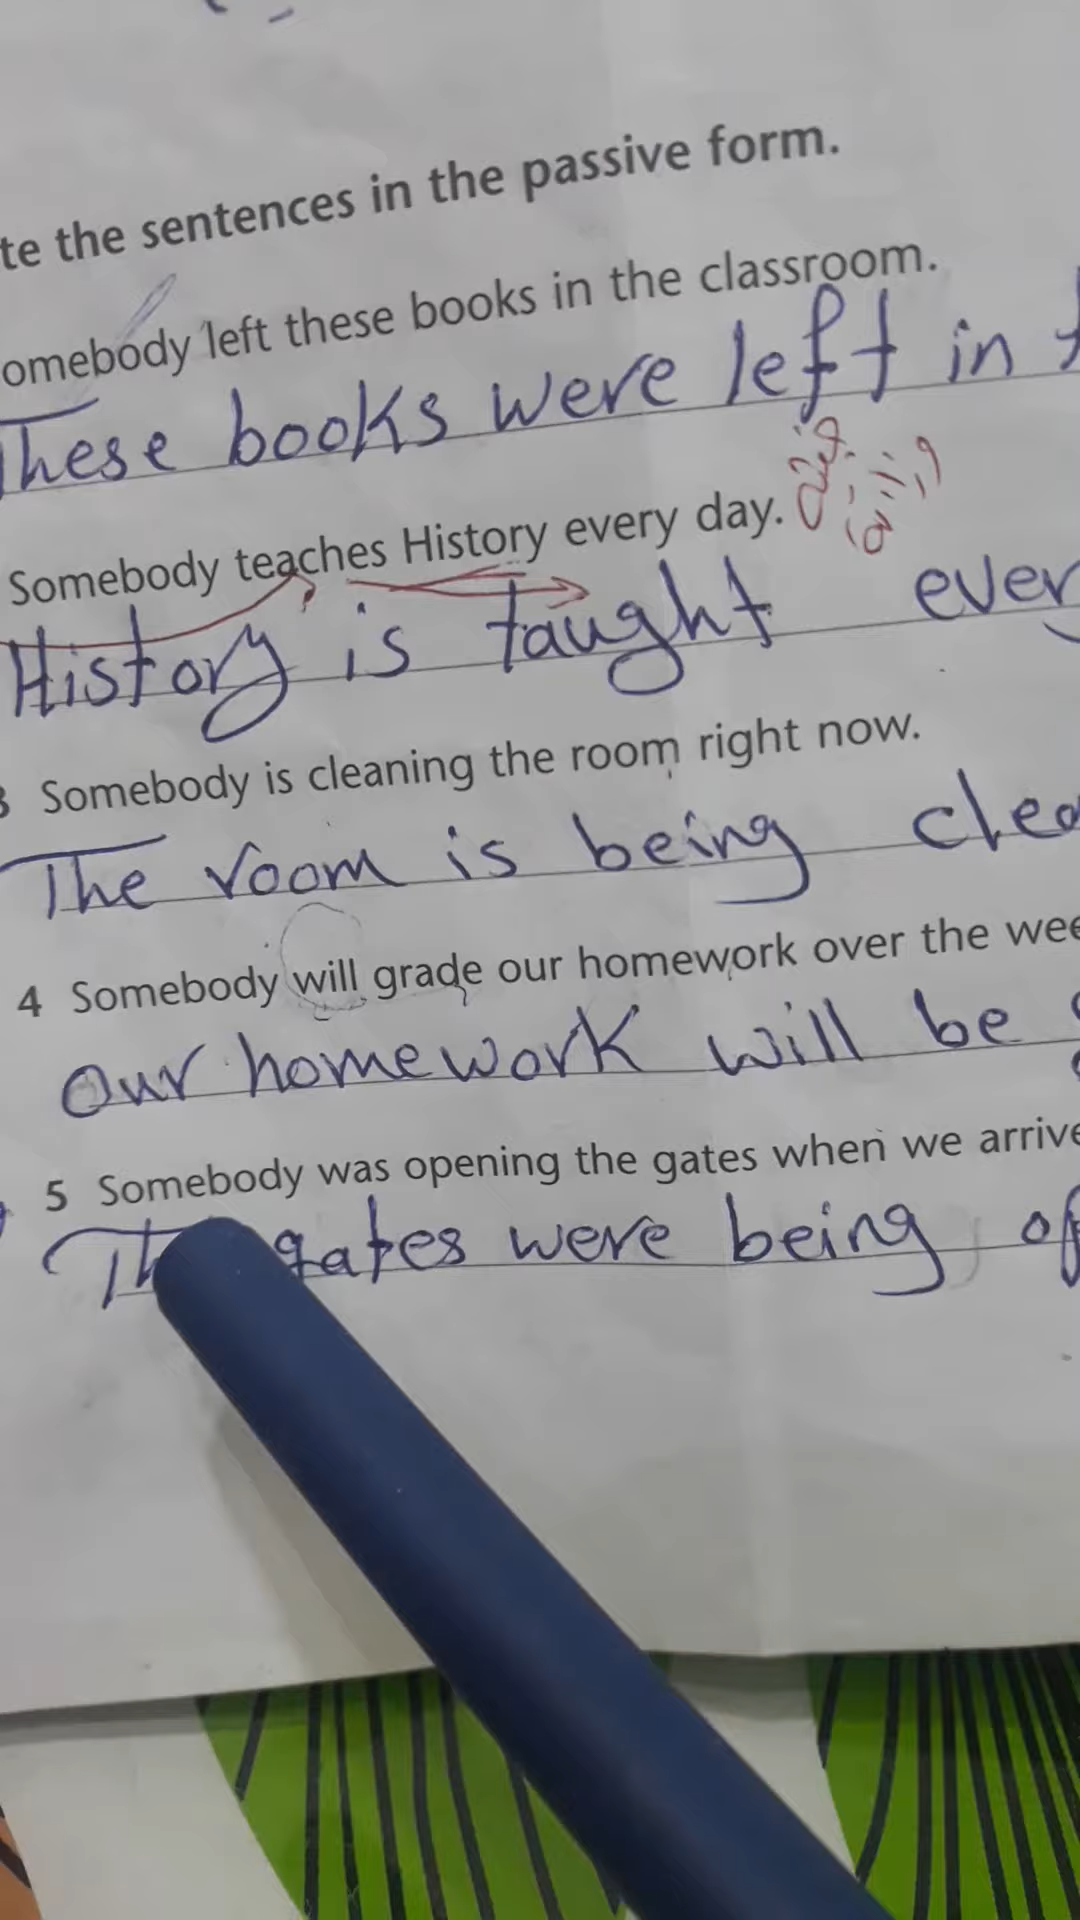 te the sentences in the passive form.
omebody left these books in the classroom.
These books were left in
Somebody teaches History every day.
History is taught ever
3 Somebody is cleaning the room right now.
The room is being clea
4 Somebody will grade our homework over the wee
Our homework will be
5 Somebody was opening the gates when we arrive
gates were being